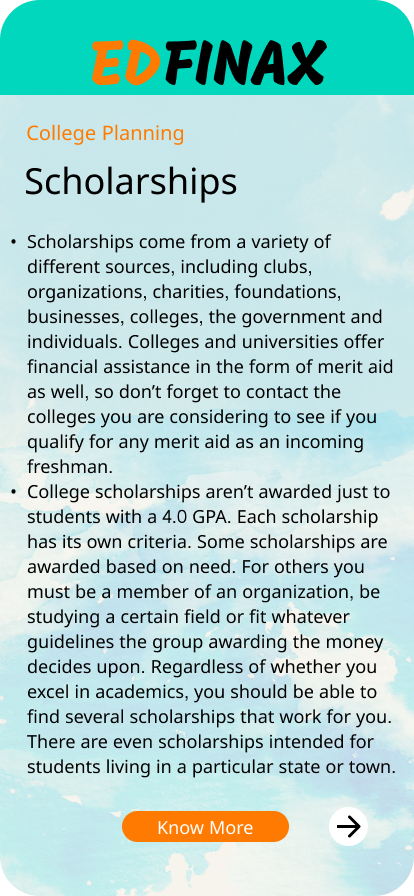 EDFINAX
College Planning
Scholarships
• Scholarships come from a variety of
different sources, including clubs,
organizations, charities, foundations,
businesses, colleges, the government and
individuals. Colleges and universities offer
financial assistance in the form of merit aid
as well, so don’t forget to contact the
colleges you are considering to see if you
qualify for any merit aid as an incoming
freshman.
• College scholarships aren’t awarded just to
students with a 4.0 GPA. Each scholarship
has its own criteria. Some scholarships are
awarded based on need. For others you
must be a member of an organization, be
studying a certain field or fit whatever
guidelines the group awarding the money
decides upon. Regardless of whether you
excel in academics, you should be able to
find several scholarships that work for you.
There are even scholarships intended for
students living in a particular state or town.
Know More